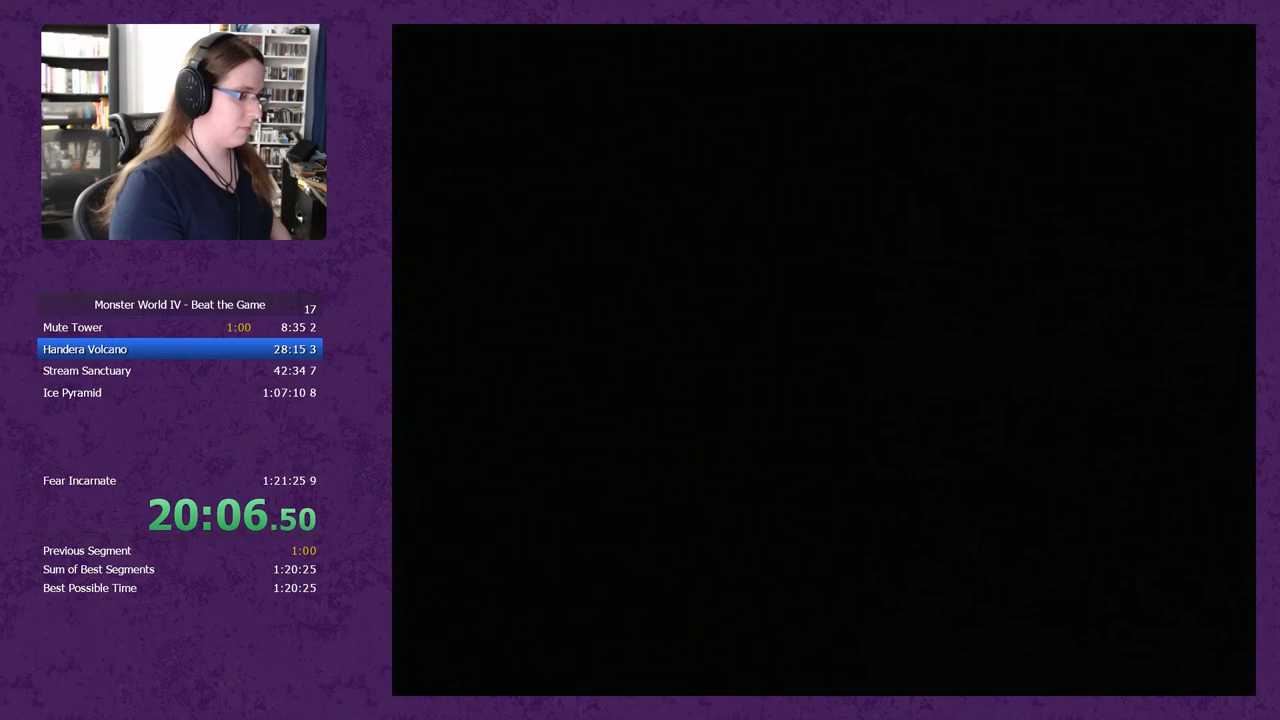 Monster World IV - Beat the Game
17
Mute Tower 1:00 8:35 2
Handera Volcano 28:15 3
Stream Sanctuary 42:34 7
Ice Pyramid 1:07:10 8
Fear Incarnate 1:21:25 9
20:06.50
Previous Segment 1:00
Sum of Best Segments 1:20:25
Best Possible Time 1:20:25